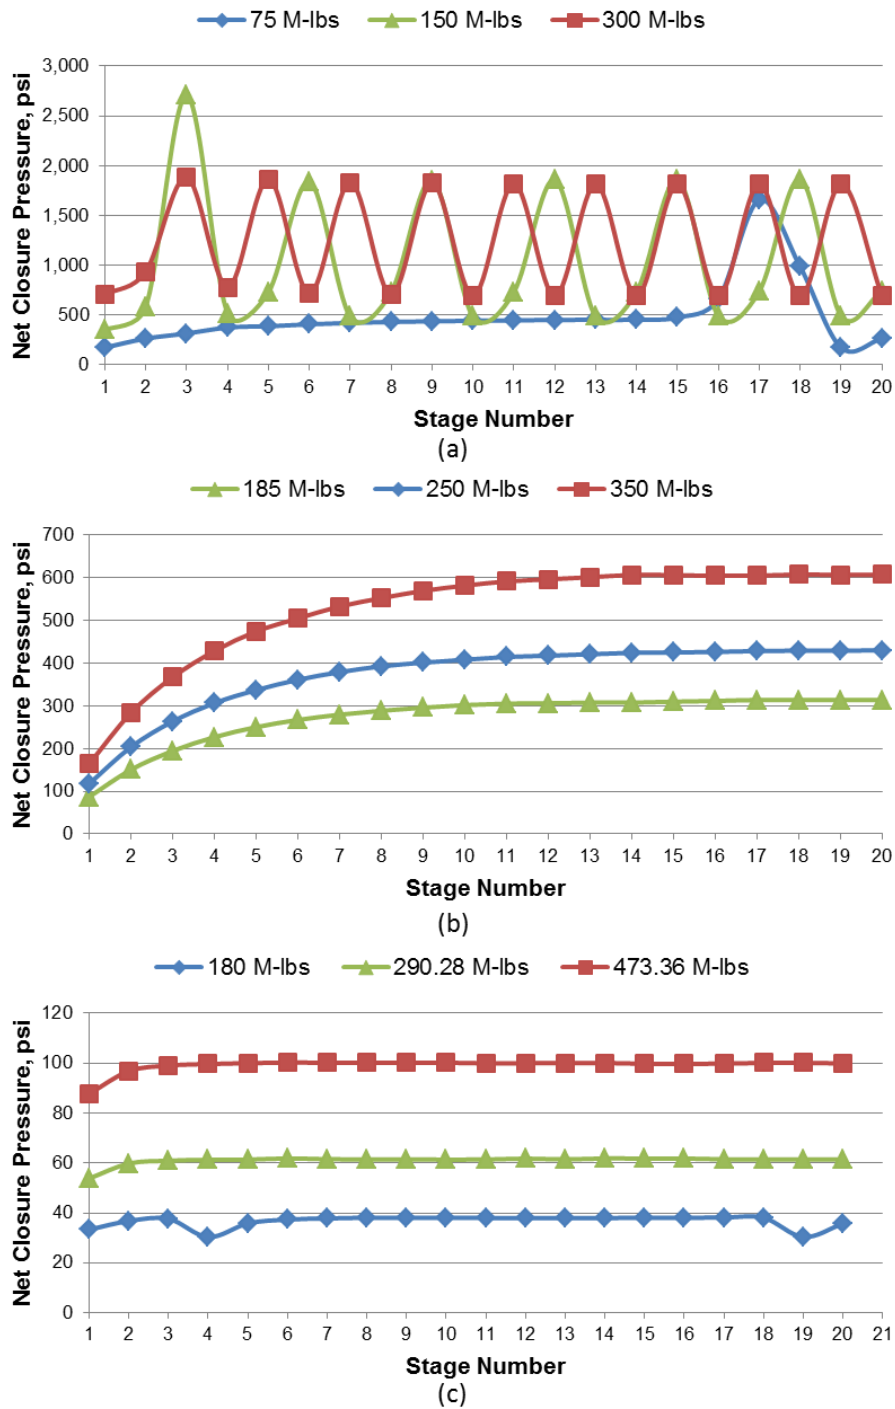 75 M-lbs 150 M-lbs 300 M-lbs
Net Closure Pressure, psi
3,000
2,500
2,000
1,500
1,000
500
0
1 2 3 4 5 6 7 8 9 10 11 12 13 14 15 16 17 18 19 20
Stage Number
(a)
185 M-lbs 250 M-lbs 350 M-lbs
Net Closure Pressure, psi
700
600
500
400
300
200
100
0
1 2 3 4 5 6 7 8 9 10 11 12 13 14 15 16 17 18 19 20
Stage Number
(b)
180 M-lbs 290.28 M-lbs 473.36 M-lbs
Net Closure Pressure, psi
120
100
80
60
40
20
0
1 2 3 4 5 6 7 8 9 10 11 12 13 14 15 16 17 18 19 20 21
Stage Number
(c)